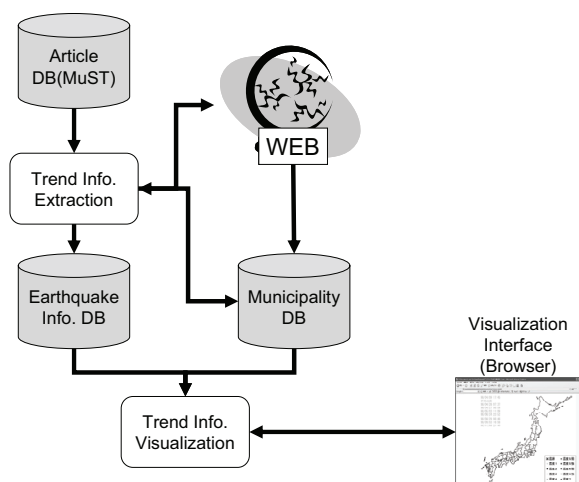 Article
DB(MuST)
WEB
Trend Info.
Extraction
Earthquake
Info. DB
Municipality
DB
Visualization
Interface
(Browser)
Trend Info.
Visualization